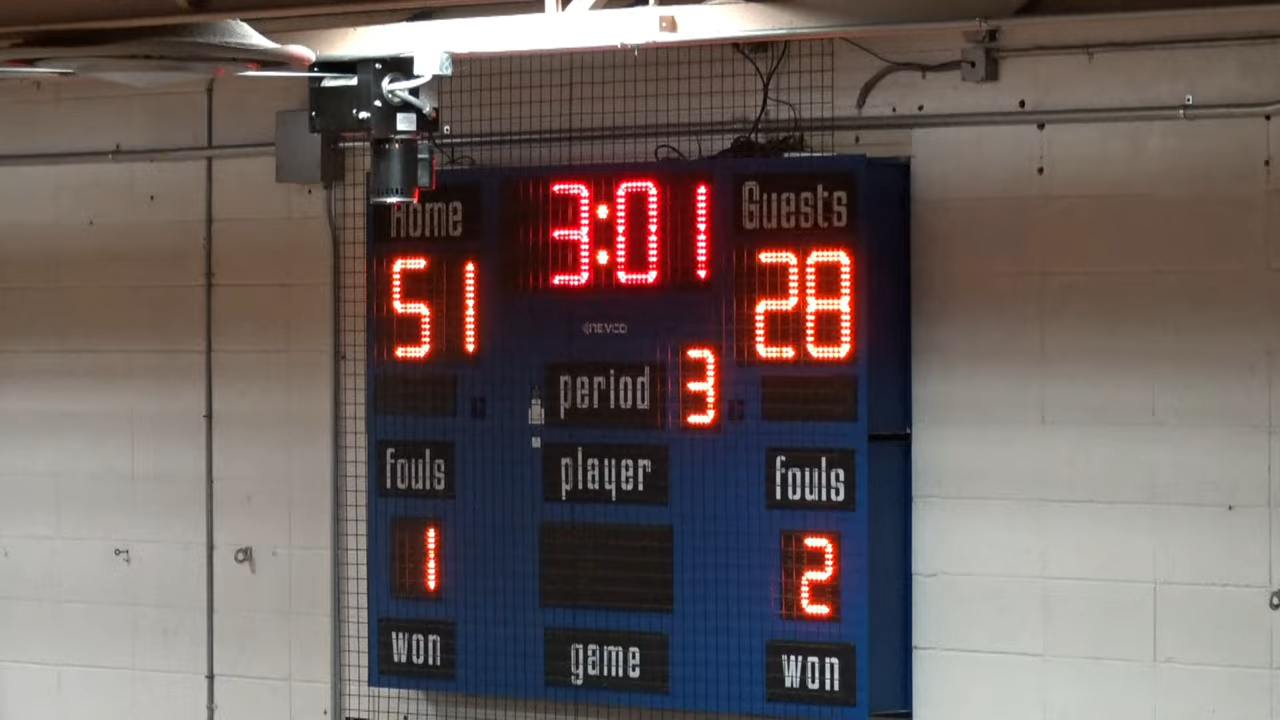 Home 3:01 Guests
51 28
NEVCO
period 3
fouls player fouls
1 2
won game won